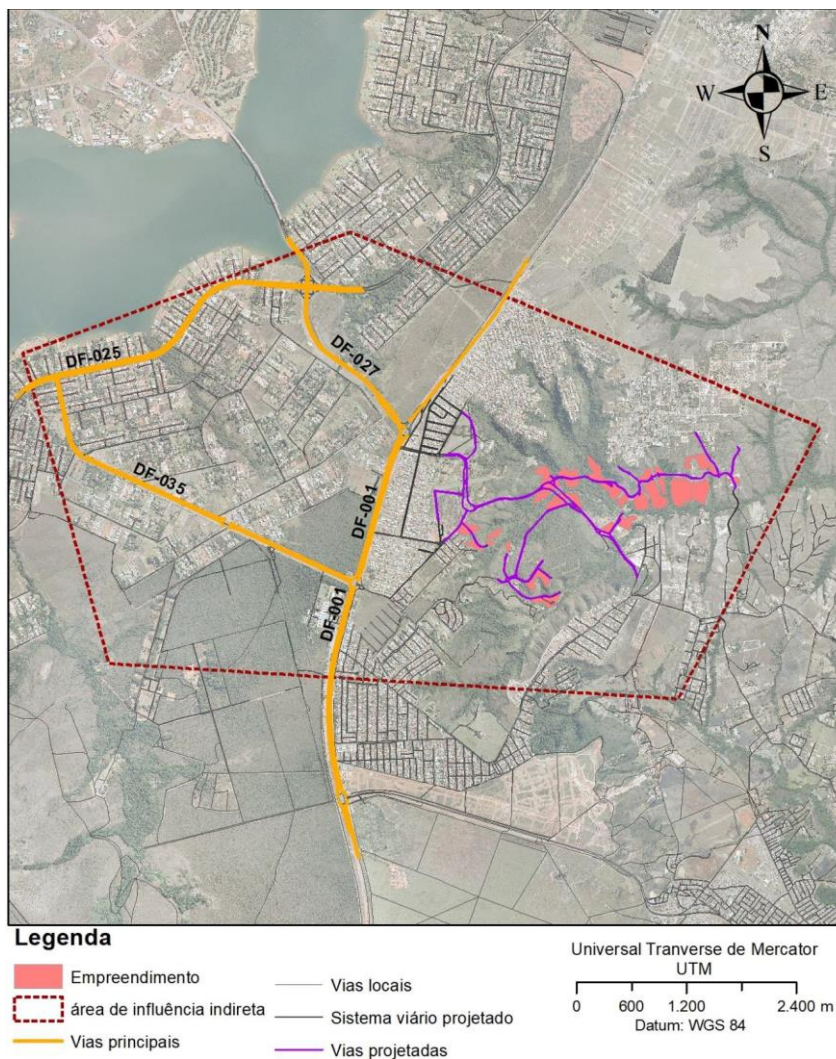 N
W E
S
DF-025
DF-027
DF-035
DF-001
DF-001
Legenda
Empreendimento
área de influência indireta
Vias principais
Vias locais
Sistema viário projetado
Vias projetadas
Universal Tranverse de Mercator
UTM
0 600 1.200 2.400 m
Datum: WGS 84